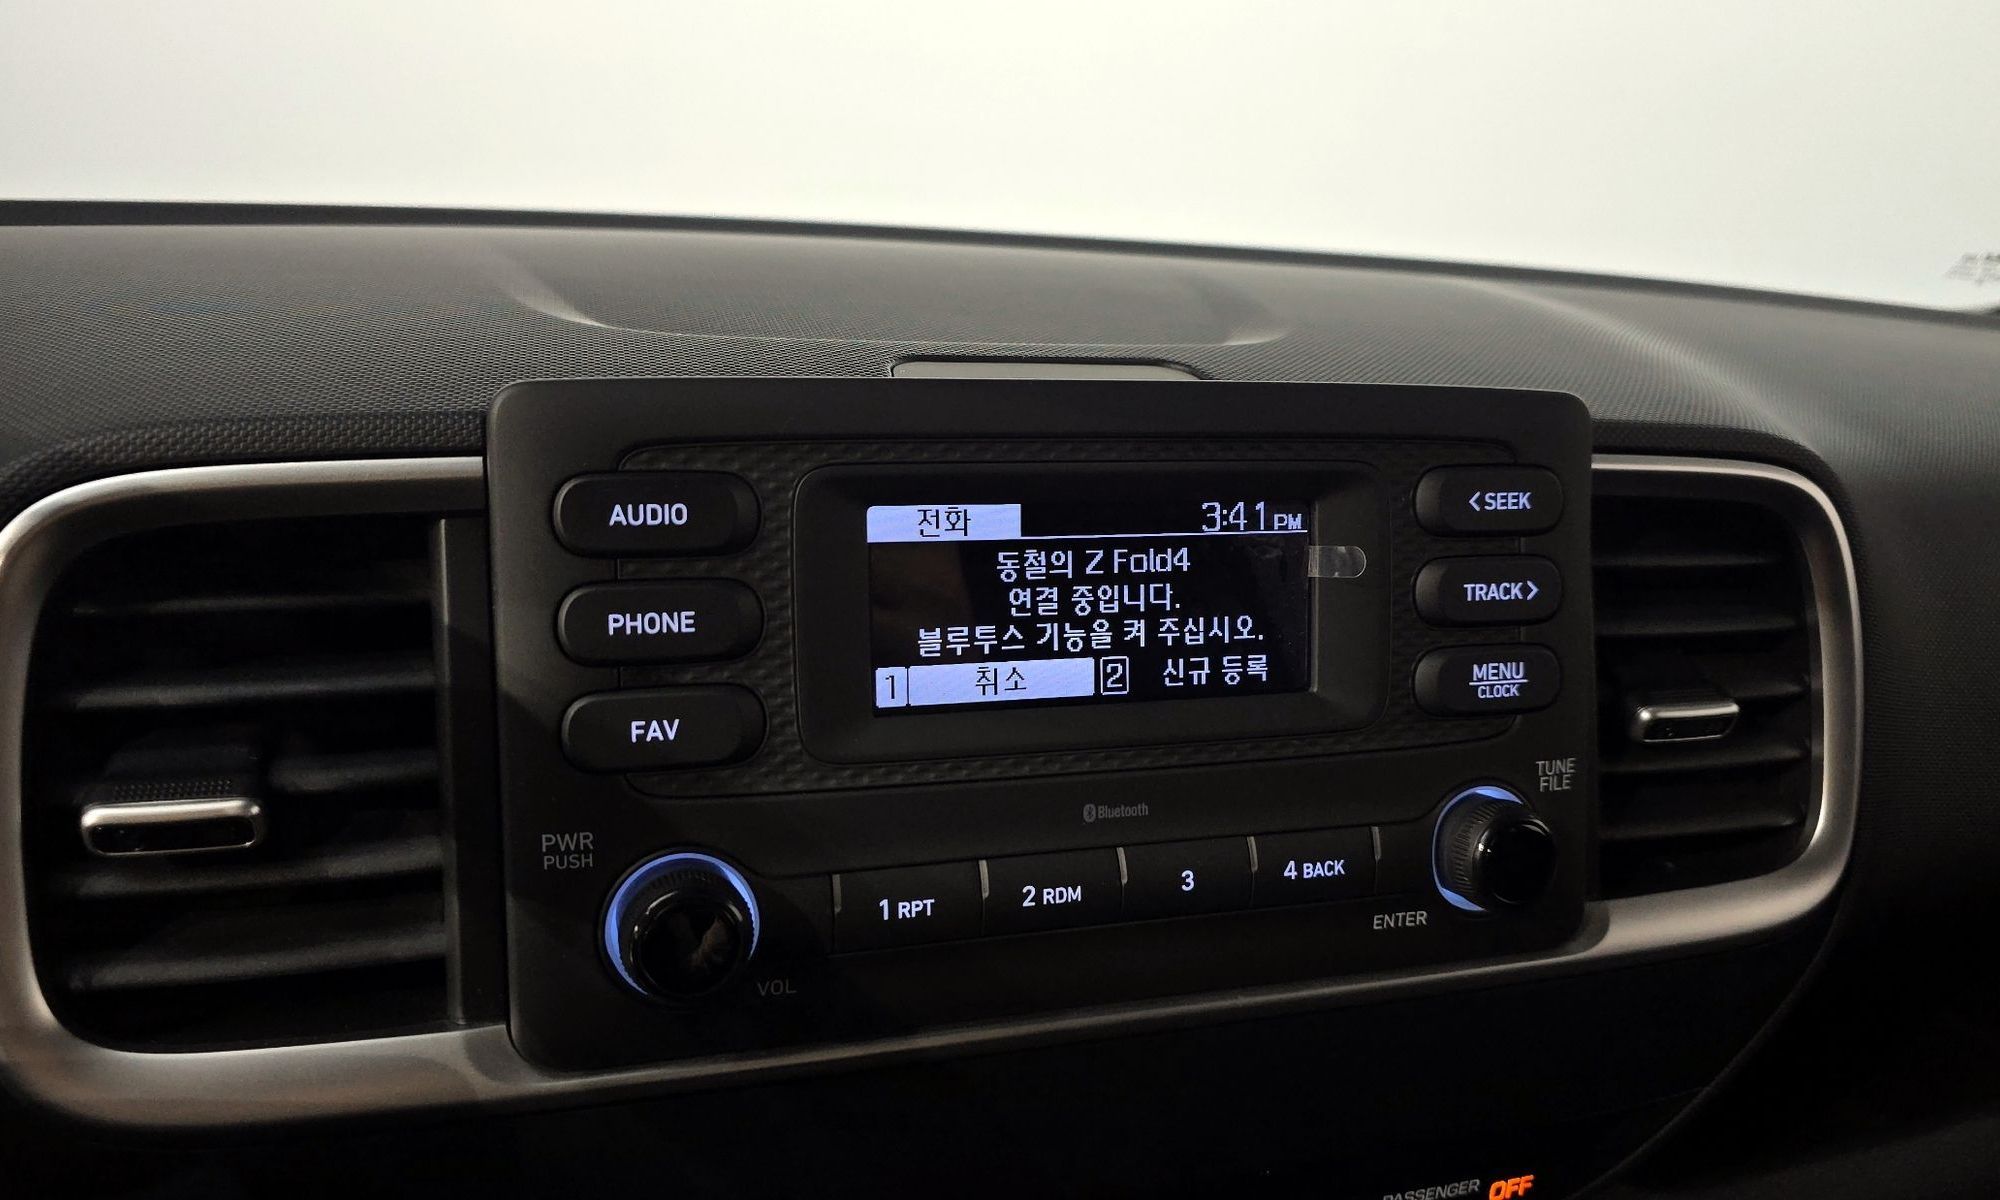 AUDIO
PHONE
FAV
전화 3:41 PM
동철의 Z Fold4
연결 중입니다.
블루투스 기능을 켜 주십시오.
1 취소 2 신규 등록
<SEEK
TRACK>
MENU
CLOCK
Bluetooth
TUNE
FILE
PWR
PUSH
VOL
1 RPT
2 RDM
3
4 BACK
ENTER
PASSENGER OFF